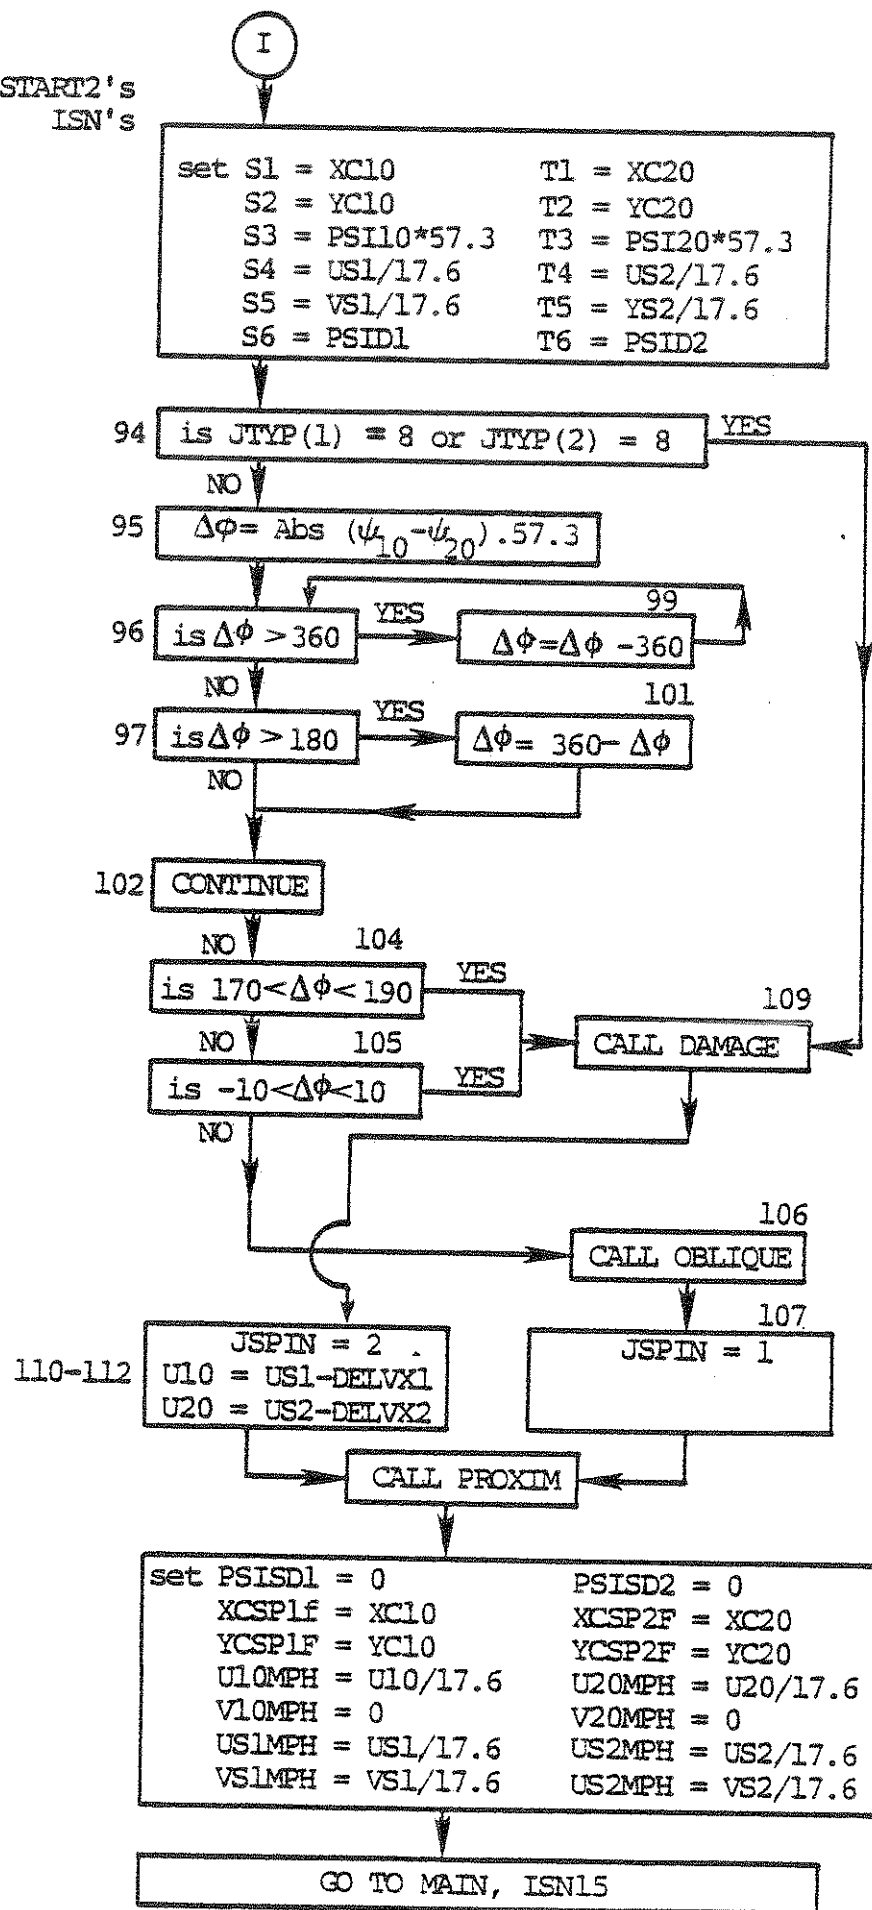 I
START2's
ISN's
set S1 = XC10 T1 = XC20
S2 = YC10 T2 = YC20
S3 = PSI10*57.3 T3 = PSI20*57.3
S4 = US1/17.6 T4 = US2/17.6
S5 = VS1/17.6 T5 = YS2/17.6
S6 = PSID1 T6 = PSID2
94 is JTYP(1) = 8 or JTYP(2) = 8 YES
NO
95 Δϕ= Abs (ψ10-ψ20).57.3
99
96 is Δϕ > 360 YES Δϕ=Δϕ -360
NO
101
97 is Δϕ > 180 YES Δϕ= 360- Δϕ
NO
102 CONTINUE
NO 104
is 170<Δϕ<190 YES
109
CALL DAMAGE
NO 105
is -10<Δϕ<10 YES
NO
106
CALL OBLIQUE
107
JSPIN = 2 JSPIN = 1
110-112 U10 = US1-DELVX1
U20 = US2-DELVX2
CALL PROXIM
set PSISD1 = 0 PSISD2 = 0
XCSP1f = XC10 XCSP2F = XC20
YCSP1F = YC10 YCSP2F = YC20
U10MPH = U10/17.6 U20MPH = U20/17.6
V10MPH = 0 V20MPH = 0
US1MPH = US1/17.6 US2MPH = US2/17.6
VS1MPH = VS1/17.6 US2MPH = VS2/17.6
GO TO MAIN, ISN15